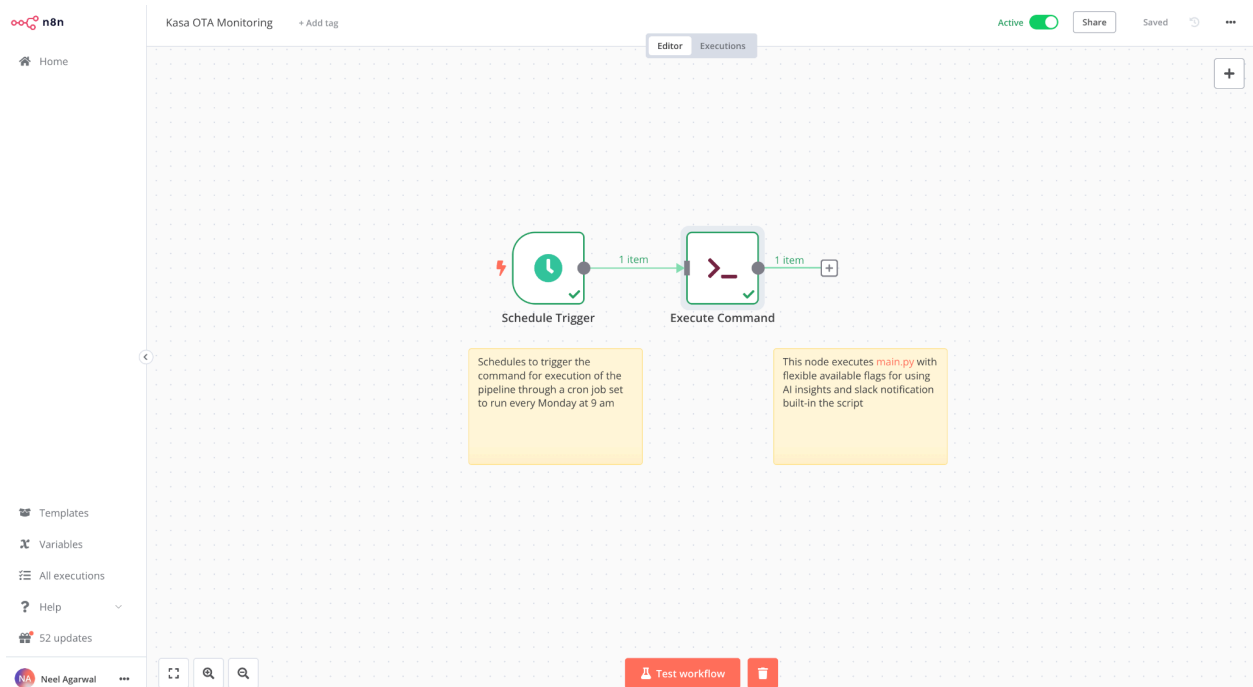 n8n
Kasa OTA Monitoring
+ Add tag
Active
Share
Saved
Editor
Executions
Home
1 item
1 item
Schedule Trigger
Execute Command
Schedules to trigger the
command for execution of the
pipeline through a cron job set
to run every Monday at 9 am
This node executes main.py with
flexible available flags for using
AI insights and slack notification
built-in the script
Templates
Variables
All executions
Help
52 updates
NA
Neel Agarwal
Test workflow